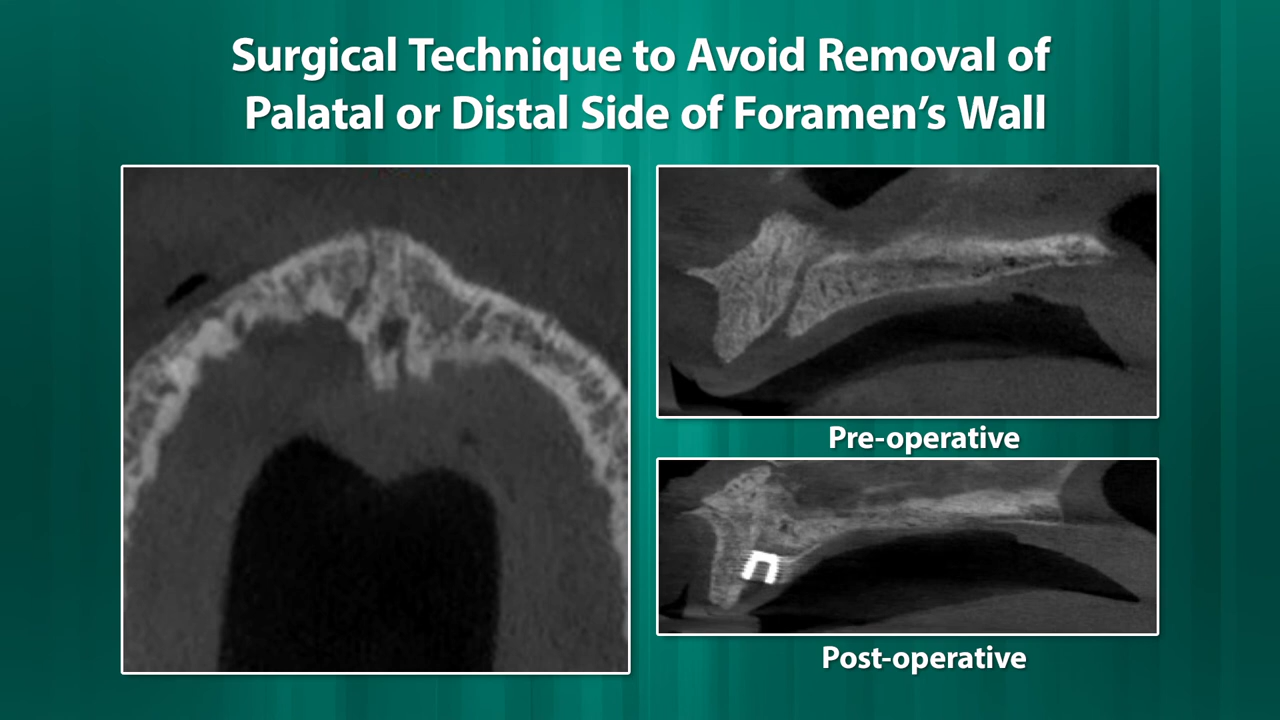 Surgical Technique to Avoid Removal of
Palatal or Distal Side of Foramen’s Wall
Pre-operative
Post-operative